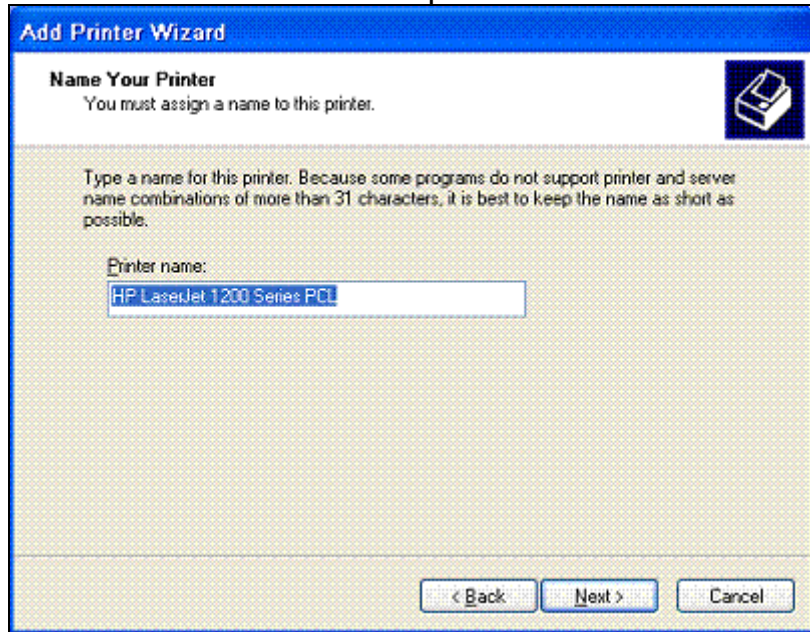 Add Printer Wizard
Name Your Printer
You must assign a name to this printer.
Type a name for this printer. Because some programs do not support printer and server
name combinations of more than 31 characters, it is best to keep the name as short as
possible.
Printer name:
HP LaserJet 1200 Series PCL
< Back
Next >
Cancel